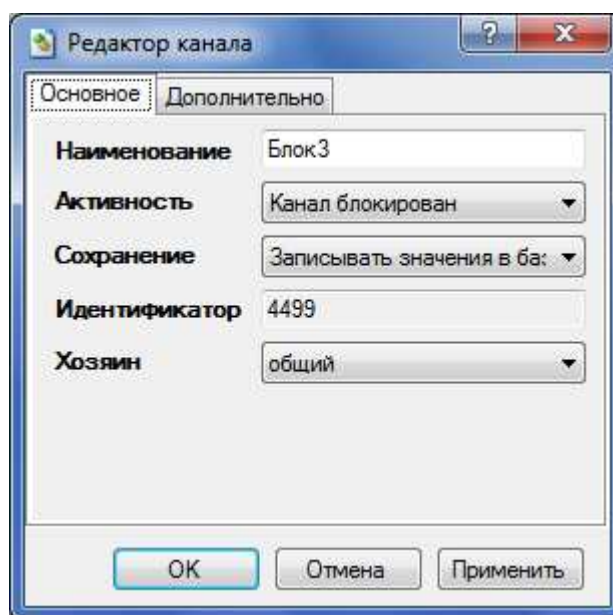 Редактор канала
?
X
Основное Дополнительно
Наименование Блок3
Активность Канал блокирован
Сохранение Записывать значения в ба:
Идентификатор 4499
Хозяин общий
OK Отмена Применить